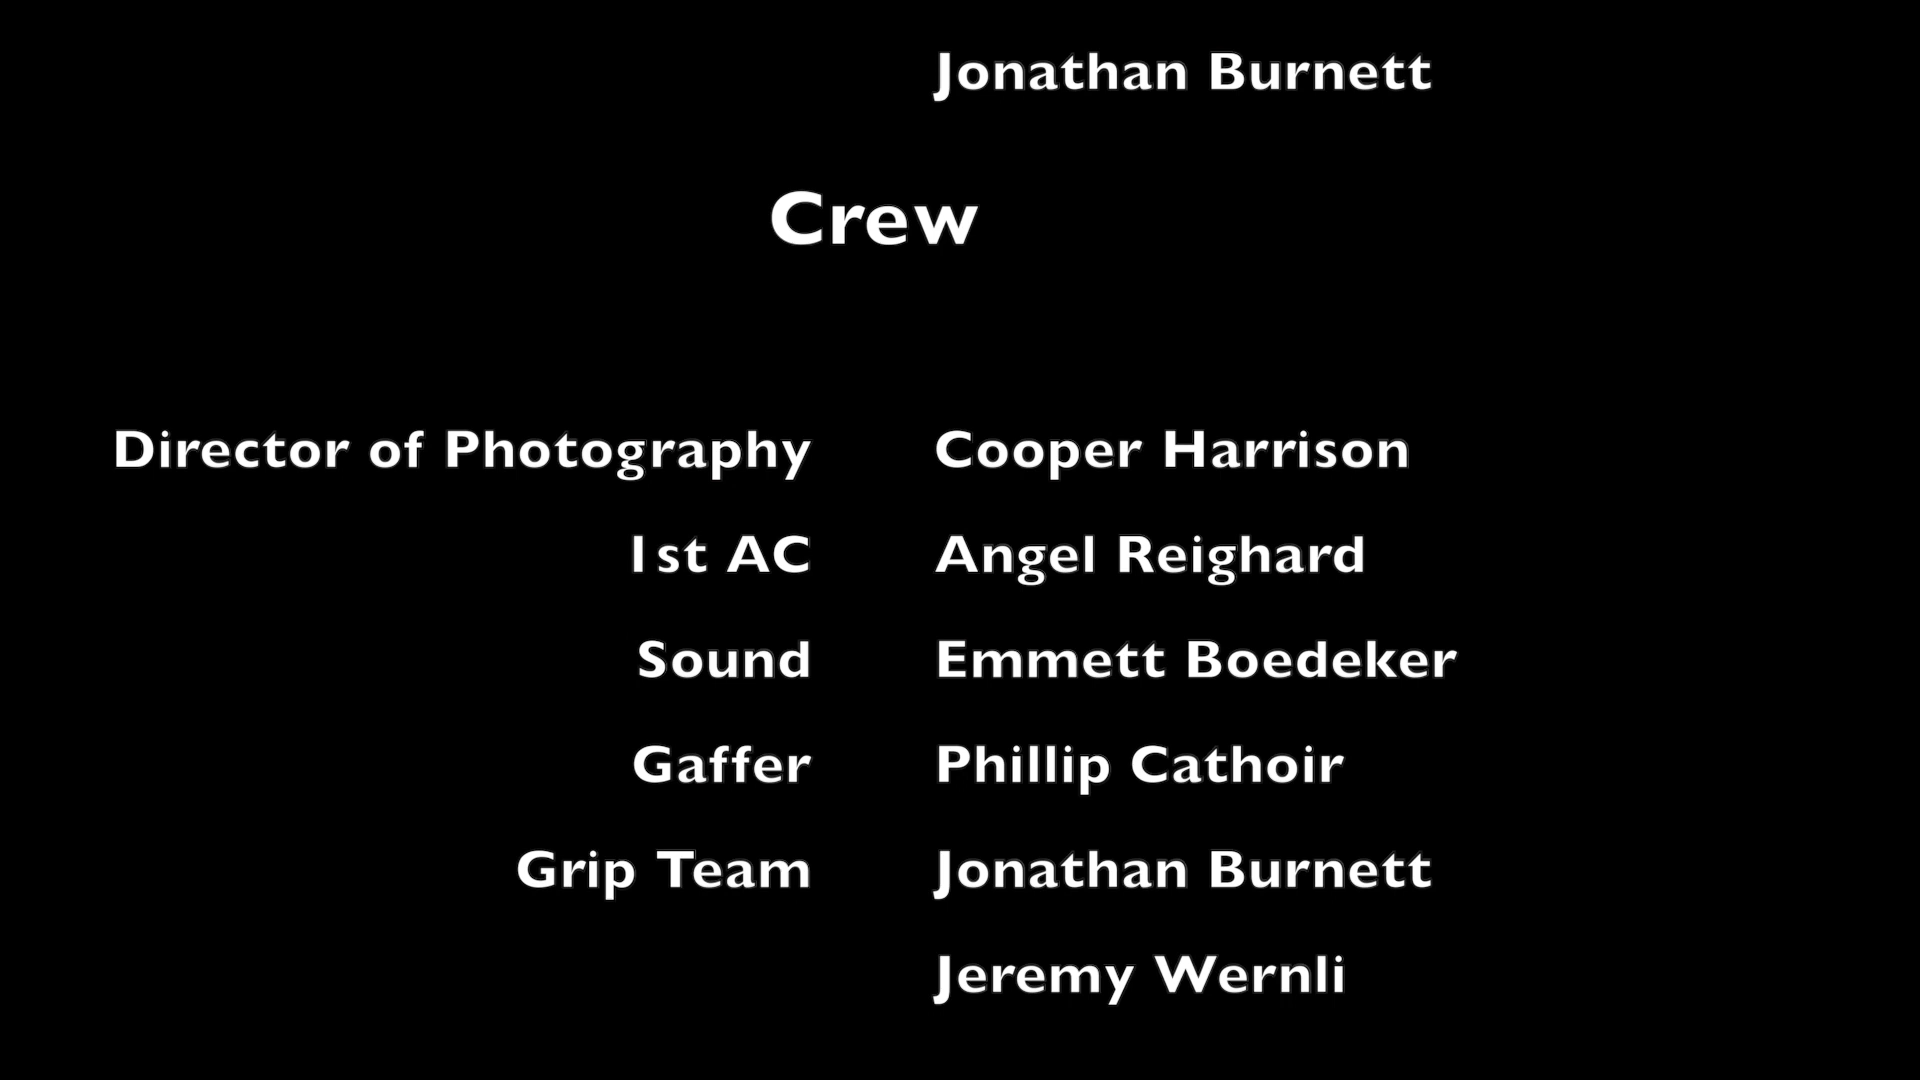 Jonathan Burnett
Crew
Director of Photography Cooper Harrison
1st AC Angel Reighard
Sound Emmett Boedeker
Gaffer Phillip Cathoir
Grip Team Jonathan Burnett
Jeremy Wernli